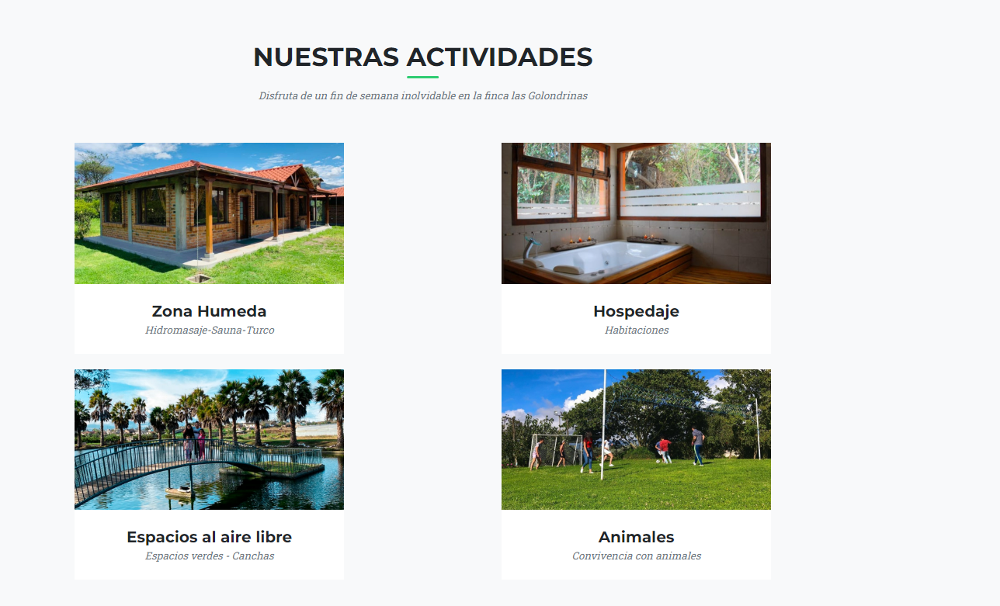 NUESTRAS ACTIVIDADES
Disfruta de un fin de semana inolvidable en la finca las Golondrinas
Zona Humeda
Hidromasaje-Sauna-Turco
Hospedaje
Habitaciones
Espacios al aire libre
Espacios verdes - Canchas
Animales
Convivencia con animales